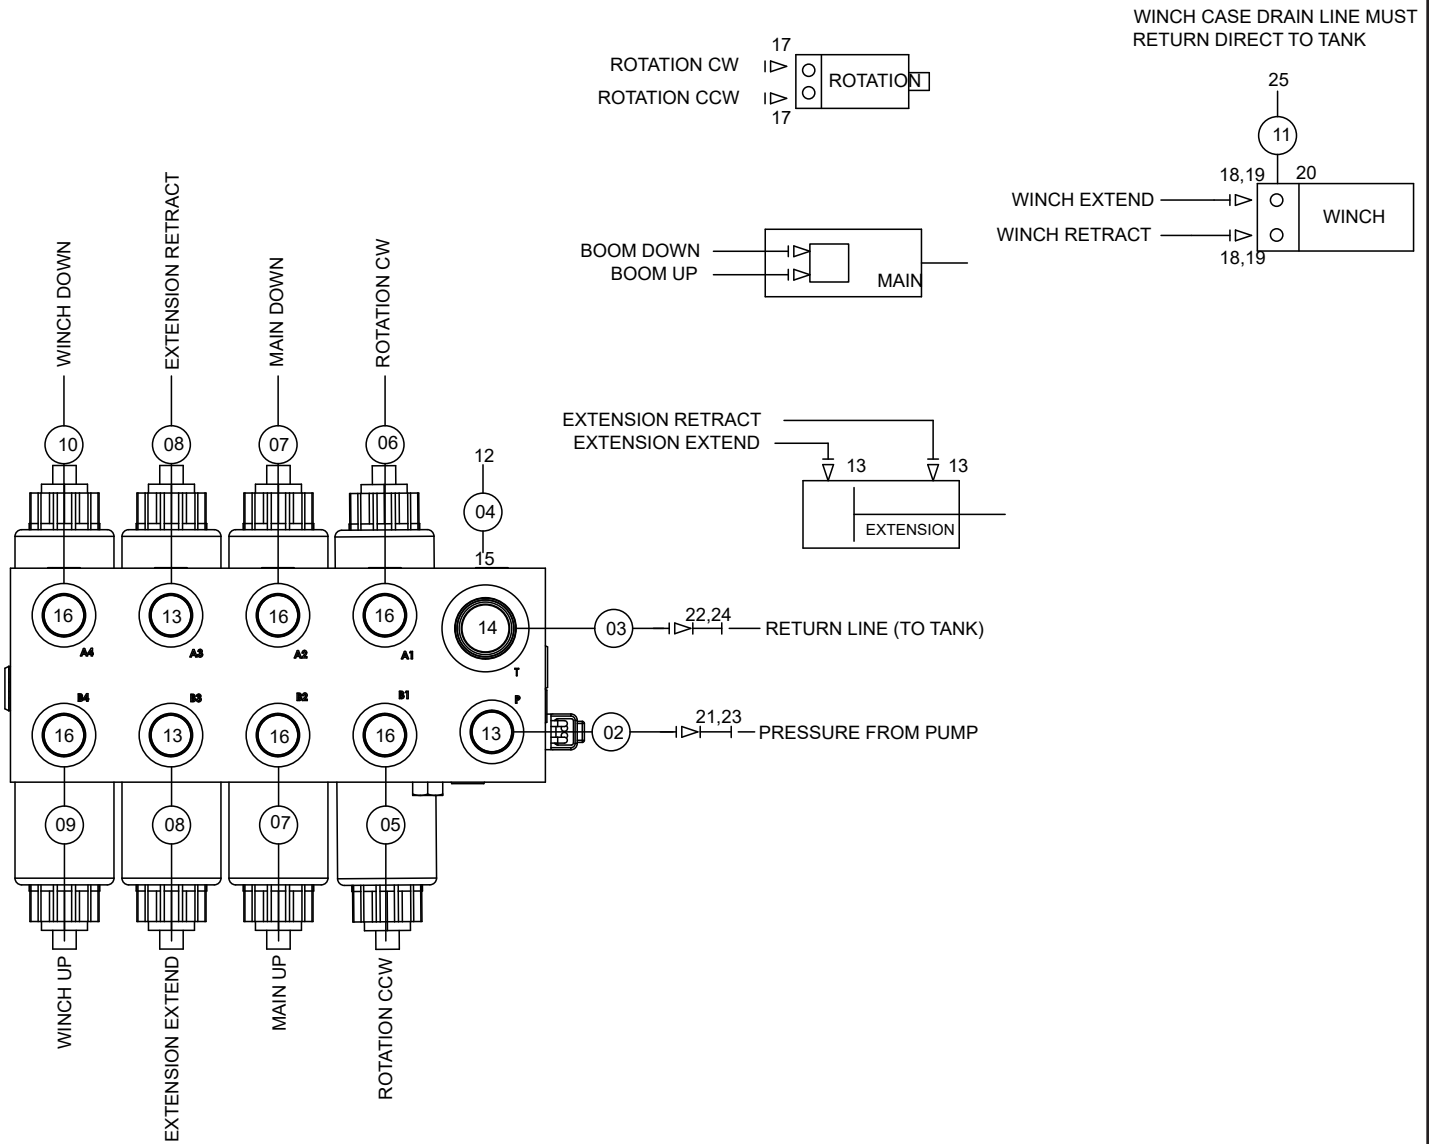 WINCH CASE DRAIN LINE MUST
RETURN DIRECT TO TANK
17
ROTATION CW
ROTATION CCW
ROTATION
17
25
11
18,19
20
WINCH EXTEND
WINCH RETRACT
WINCH
18,19
BOOM DOWN
BOOM UP
MAIN
WINCH DOWN
EXTENSION RETRACT
MAIN DOWN
ROTATION CW
EXTENSION RETRACT
EXTENSION EXTEND
13
13
EXTENSION
10
08
07
06
12
04
15
16
13
16
16
14
03
22,24
RETURN LINE (TO TANK)
A4
A3
A2
A1
T
B4
B3
B2
B1
P
16
13
16
16
13
02
21,23
PRESSURE FROM PUMP
09
08
07
05
WINCH UP
EXTENSION EXTEND
MAIN UP
ROTATION CCW